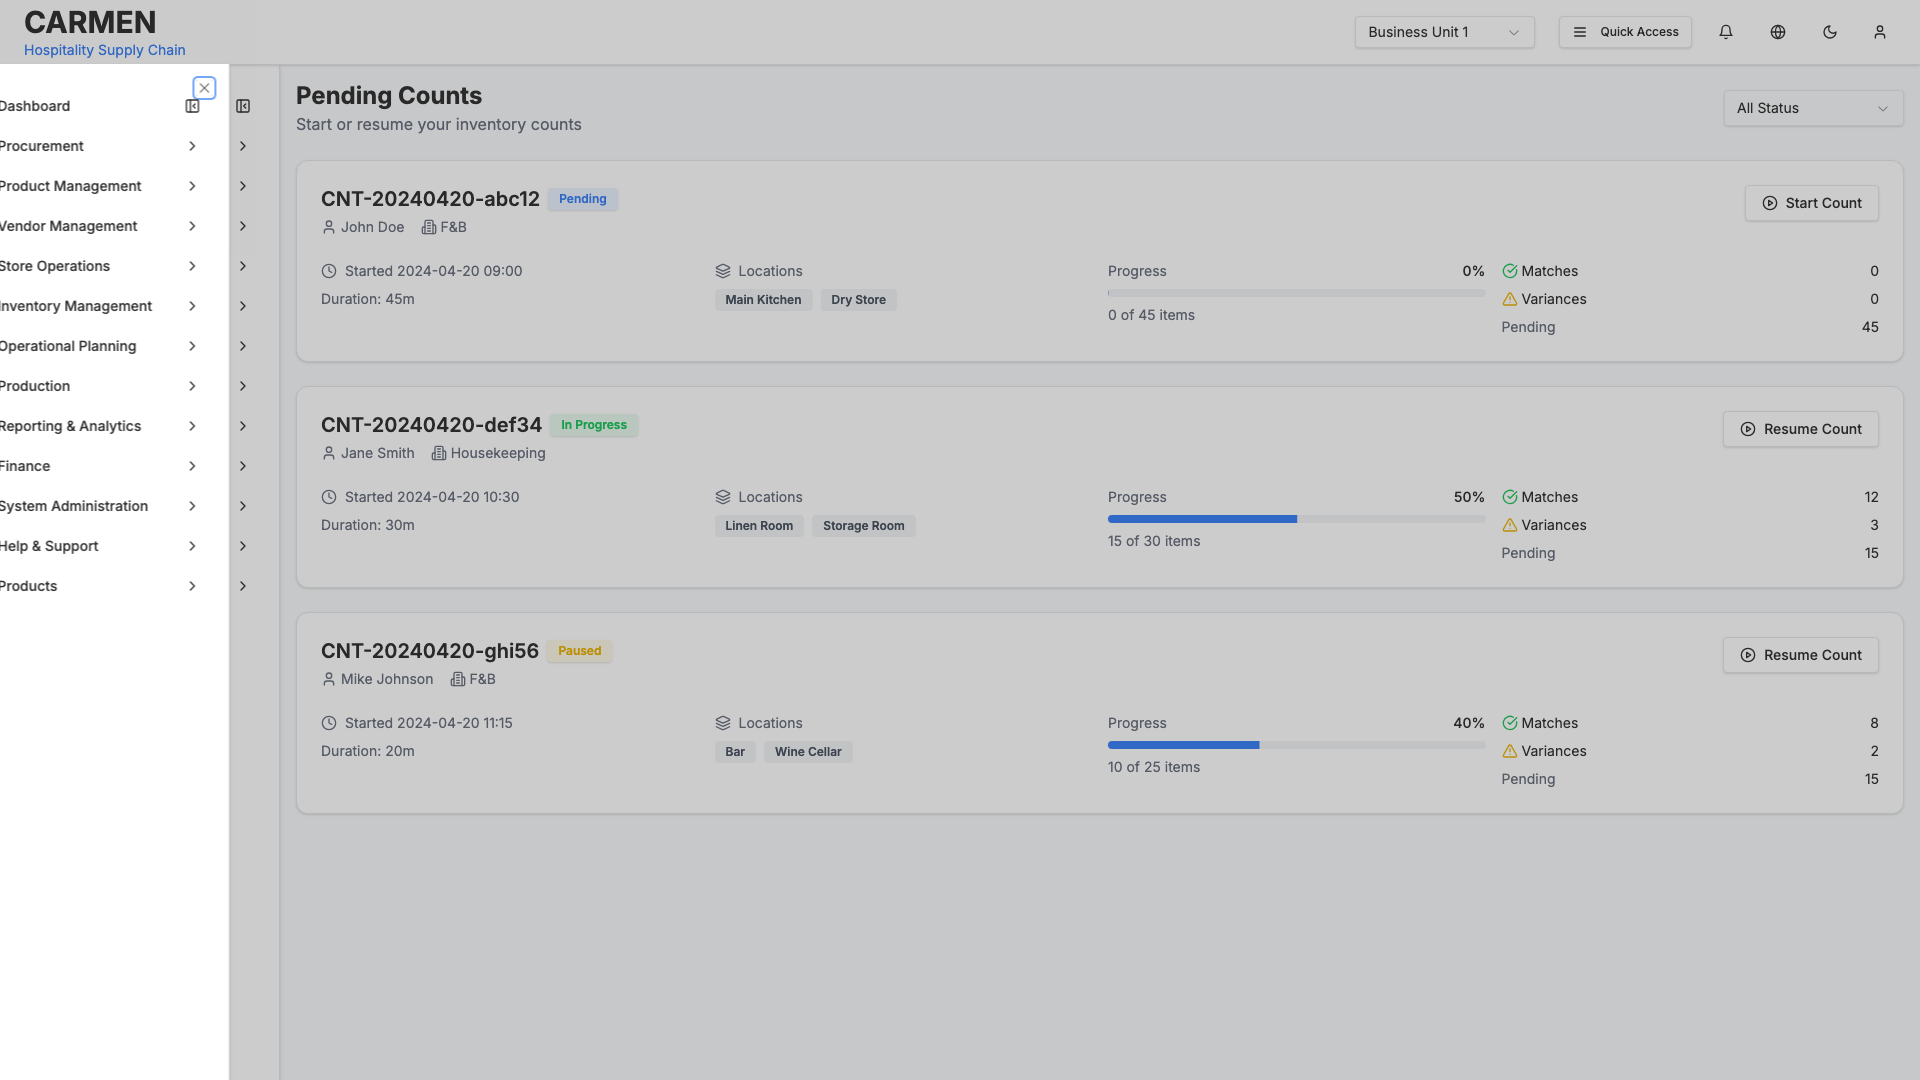 CARMEN
Hospitality Supply Chain
Business Unit 1
Quick Access
Dashboard
Procurement
Product Management
Vendor Management
Store Operations
Inventory Management
Operational Planning
Production
Reporting & Analytics
Finance
System Administration
Help & Support
Products
Pending Counts
Start or resume your inventory counts
All Status
CNT-20240420-abc12 Pending
John Doe F&B
Start Count
Started 2024-04-20 09:00
Duration: 45m
Locations
Main Kitchen Dry Store
Progress 0%
0 of 45 items
Matches 0
Variances 0
Pending 45
CNT-20240420-def34 In Progress
Jane Smith Housekeeping
Resume Count
Started 2024-04-20 10:30
Duration: 30m
Locations
Linen Room Storage Room
Progress 50%
15 of 30 items
Matches 12
Variances 3
Pending 15
CNT-20240420-ghi56 Paused
Mike Johnson F&B
Resume Count
Started 2024-04-20 11:15
Duration: 20m
Locations
Bar Wine Cellar
Progress 40%
10 of 25 items
Matches 8
Variances 2
Pending 15